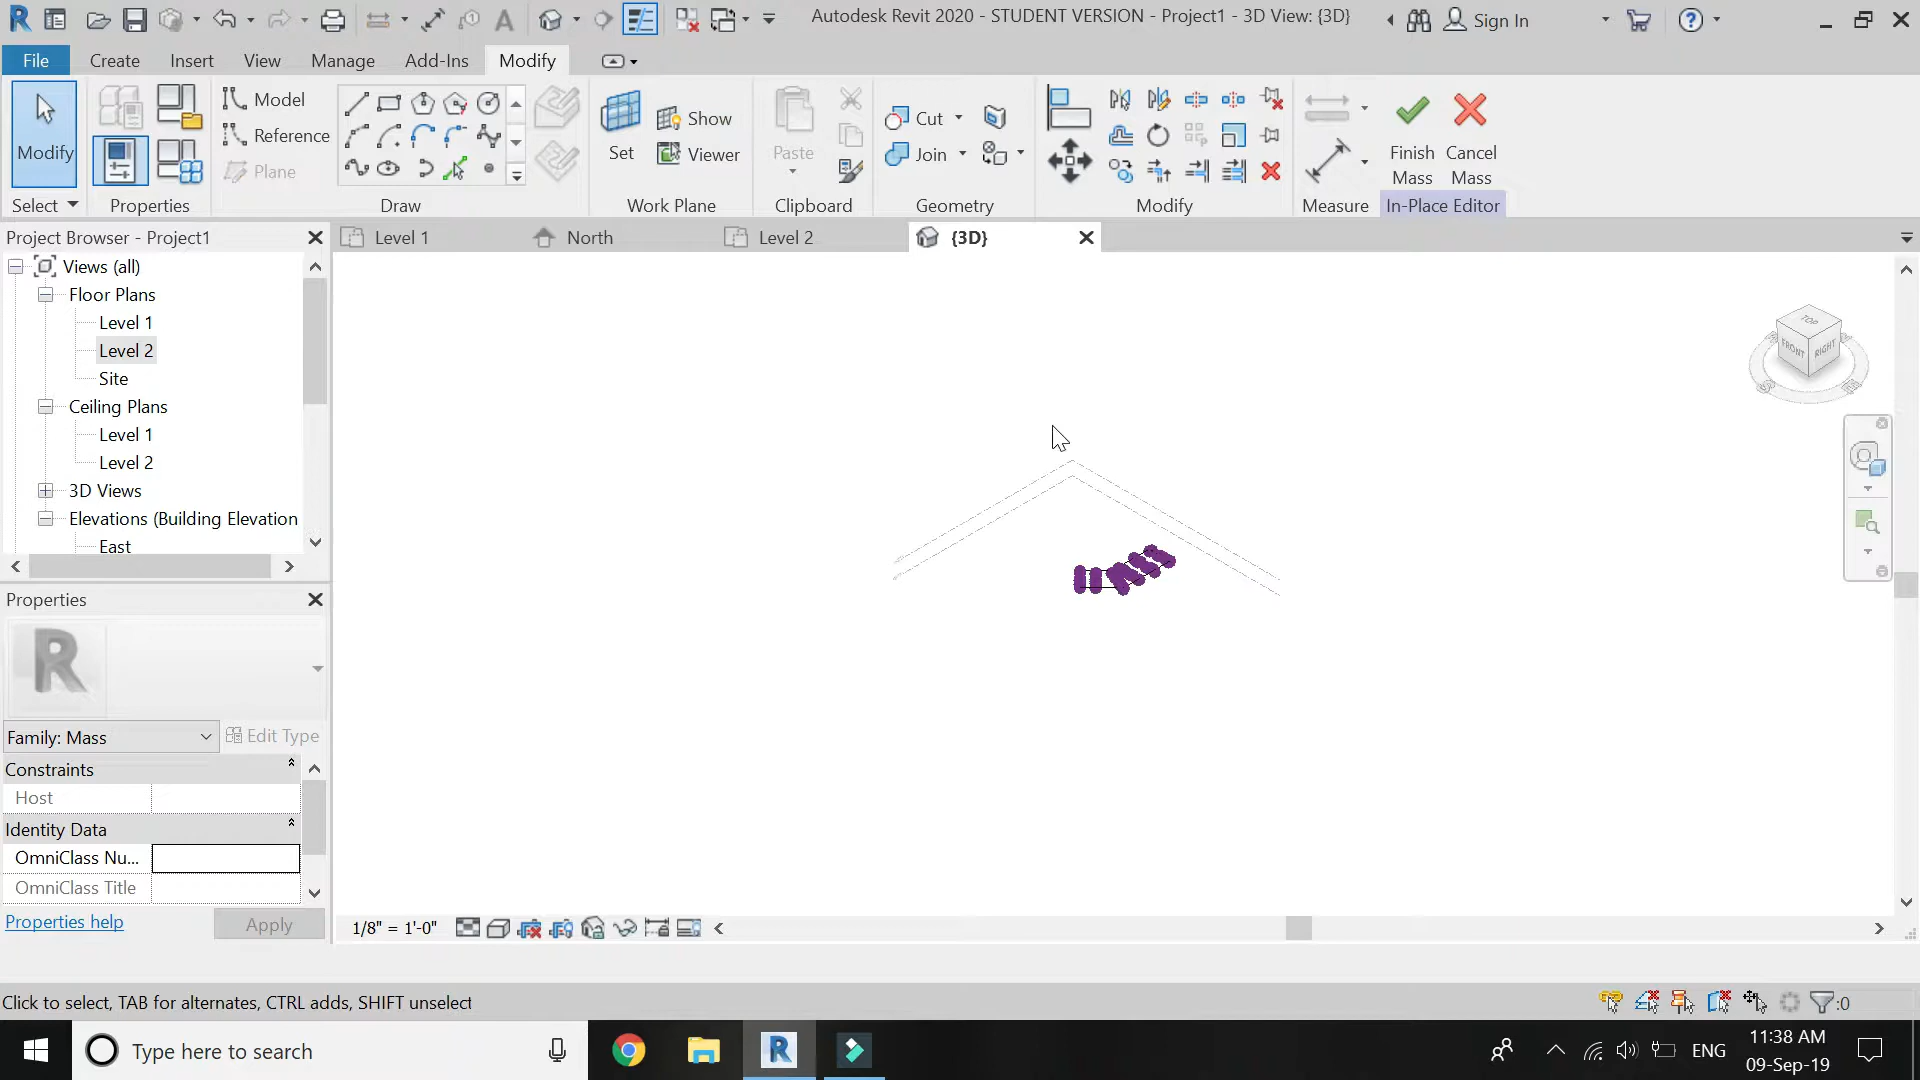 Autodesk Revit 2020 - STUDENT VERSION - Project1 - 3D View: {3D}
Sign In
File
Create
Insert
View
Manage
Add-Ins
Modify
Modify
Select
Properties
Model
Reference
Plane
Draw
Set
Show
Viewer
Work Plane
Paste
Clipboard
Cut
Join
Geometry
Modify
Measure
Finish Mass
Cancel Mass
In-Place Editor
Project Browser - Project1
Level 1
North
Level 2
{3D}
Views (all)
Floor Plans
Level 1
Level 2
Site
Ceiling Plans
Level 1
Level 2
3D Views
Elevations (Building Elevation
East
TOP
FRONT
RIGHT
Properties
Family: Mass
Edit Type
Constraints
Host
Identity Data
OmniClass Nu...
OmniClass Title
Properties help
Apply
1/8" = 1'-0"
Click to select, TAB for alternates, CTRL adds, SHIFT unselect
:0
Type here to search
ENG
11:38 AM
09-Sep-19